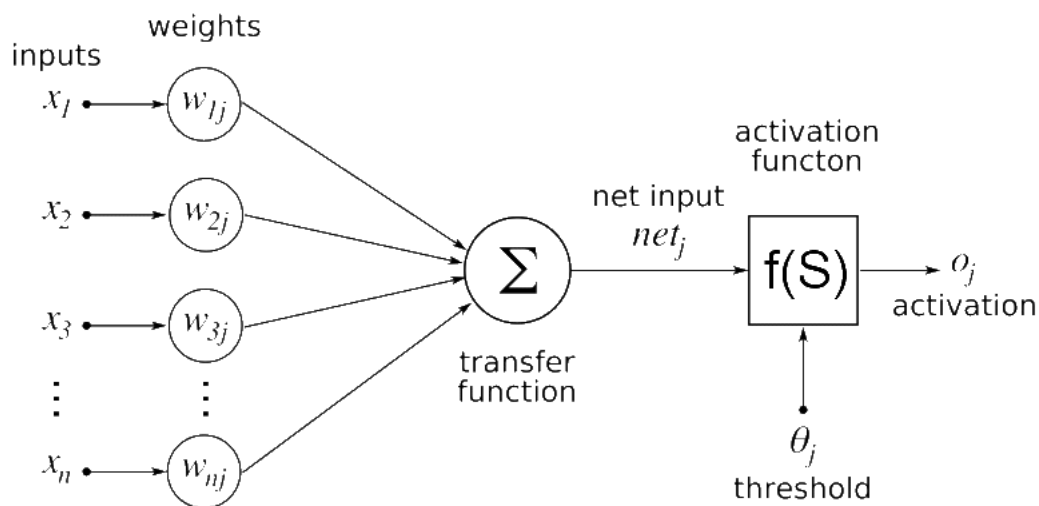 weights
inputs
x1
w1j
x2
w2j
x3
w3j
⋮
⋮
xn
wnj
Σ
transfer
function
net input
netj
activation
functon
f(S)
oj
activation
θj
threshold